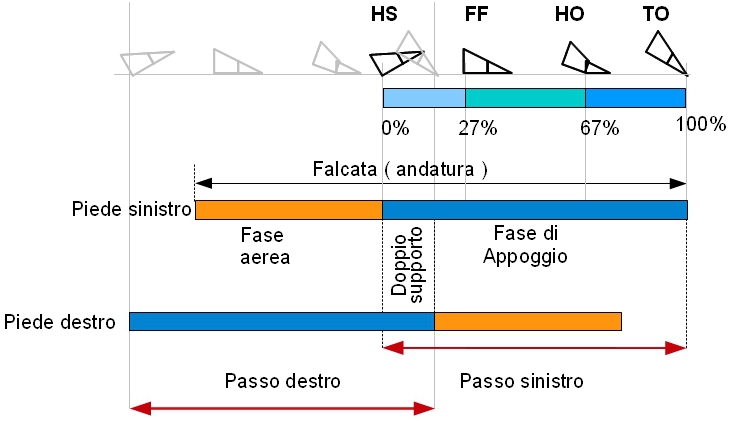 HS FF HO TO
0% 27% 67% 100%
Falcata ( andatura )
Piede sinistro
Fase
aerea
Doppio
supporto
Fase di
Appoggio
Piede destro
Passo destro
Passo sinistro